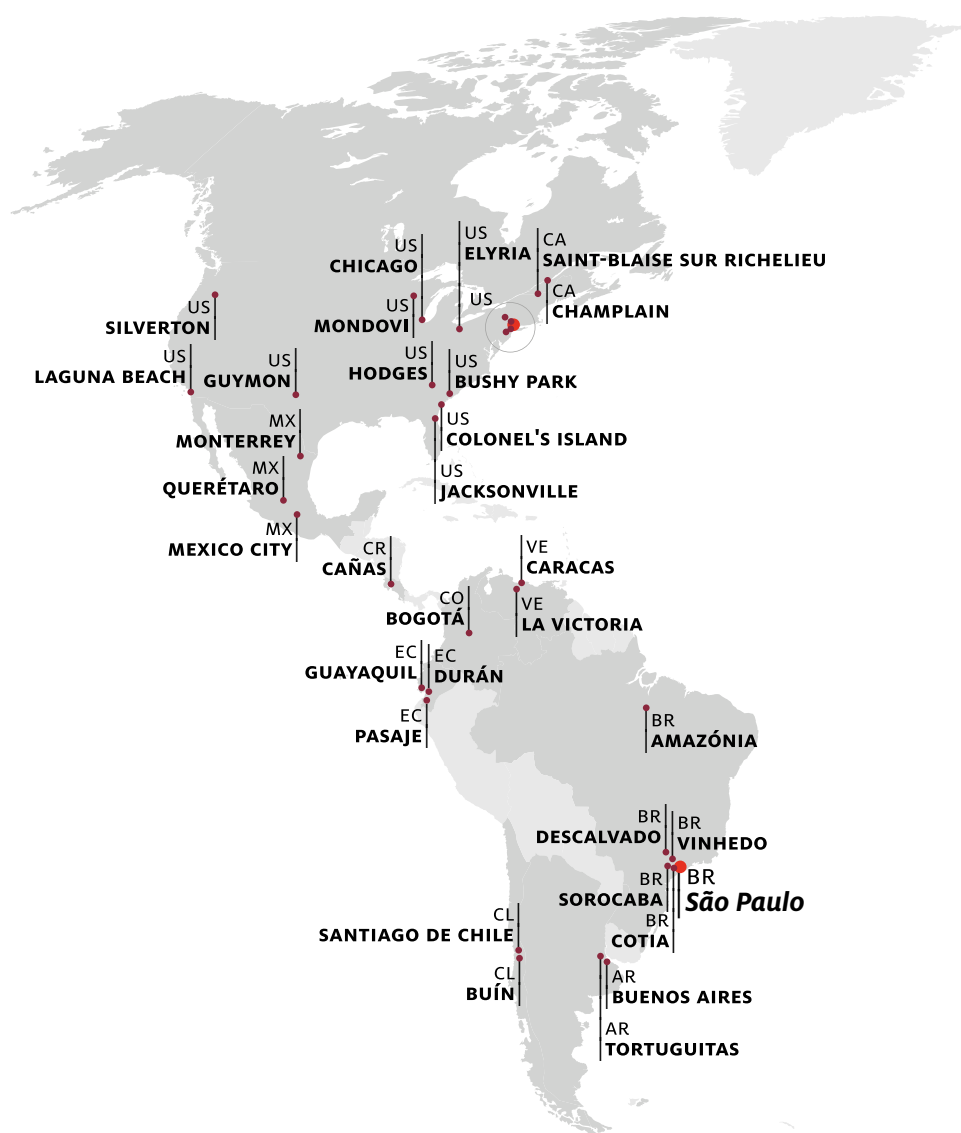 US
ELYRIA
CA
SAINT-BLAISE SUR RICHELIEU
US
CHICAGO
US
CA
CHAMPLAIN
US
MONDOVI
US
SILVERTON
US
LAGUNA BEACH
US
GUYMON
US
HODGES
US
BUSHY PARK
MX
MONTERREY
US
COLONEL'S ISLAND
MX
QUERÉTARO
US
JACKSONVILLE
MX
MEXICO CITY
CR
CAÑAS
VE
CARACAS
CO
BOGOTÁ
VE
LA VICTORIA
EC
GUAYAQUIL
EC
DURÁN
EC
PASAJE
BR
AMAZÓNIA
BR
DESCALVADO
BR
VINHEDO
BR
SOROCABA
BR
São Paulo
BR
COTIA
CL
SANTIAGO DE CHILE
CL
BUÍN
AR
BUENOS AIRES
AR
TORTUGUITAS